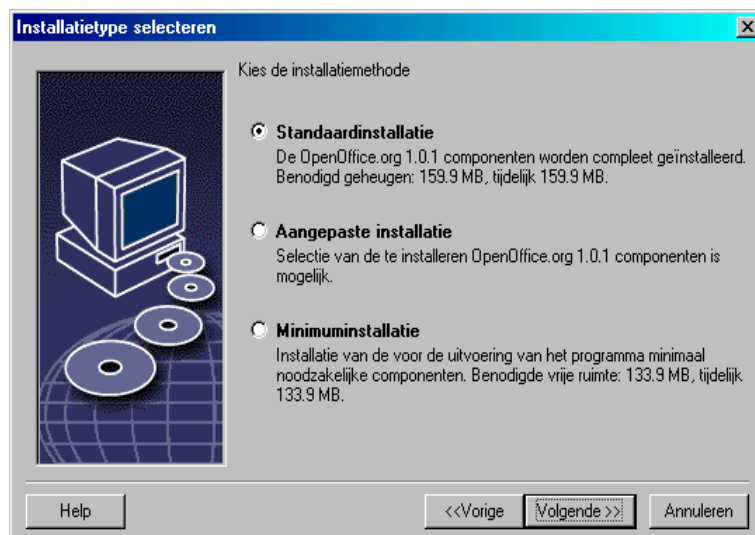 Installatietype selecteren
Kies de installatiemethode
Standaardinstallatie
De OpenOffice.org 1.0.1 componenten worden compleet geïnstalleerd.
Benodigd geheugen: 159.9 MB, tijdelijk 159.9 MB.
Aangepaste installatie
Selectie van de te installeren OpenOffice.org 1.0.1 componenten is
mogelijk.
Minimuminstallatie
Installatie van de voor de uitvoering van het programma minimaal
noodzakelijke componenten. Benodigde vrije ruimte: 133.9 MB, tijdelijk
133.9 MB.
Help
<<Vorige
Volgende >>
Annuleren